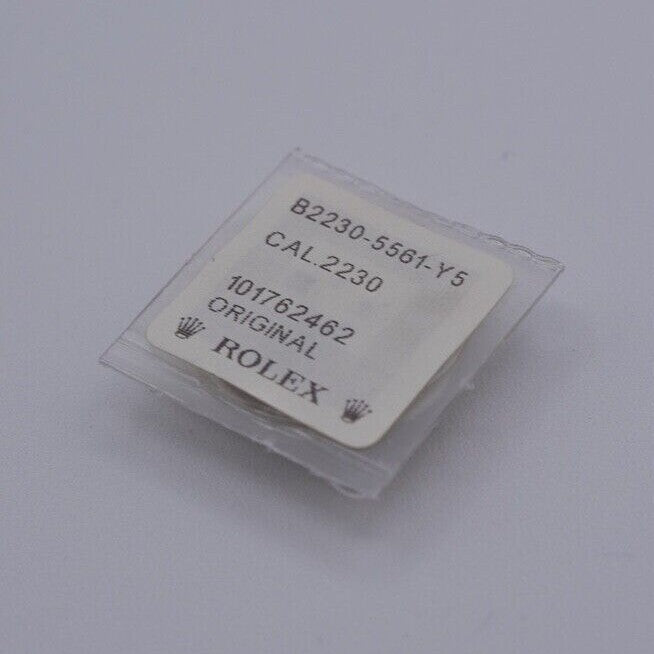 B2230-5561-Y5
CAL.2230
101762462
ORIGINAL
ROLEX